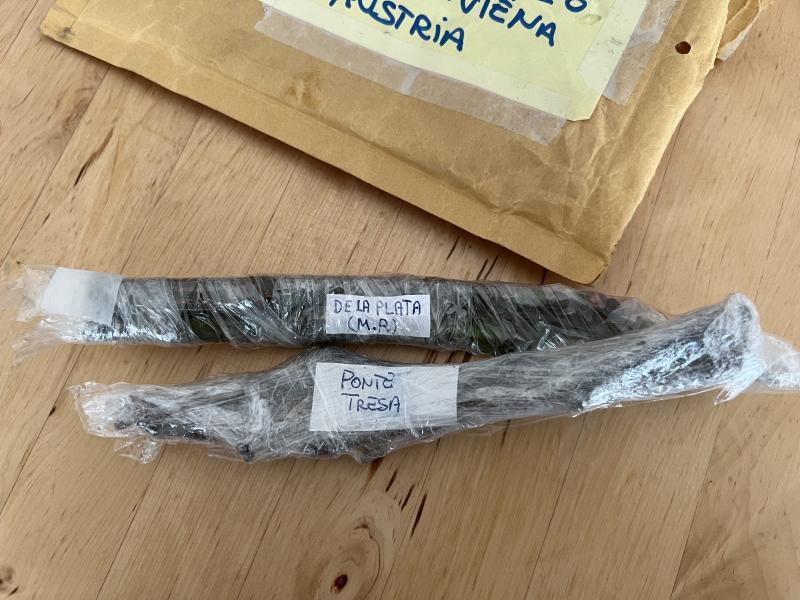 VIENA
AUSTRIA
DE LA PLATA
(M.A.)
PONTE
TRESA